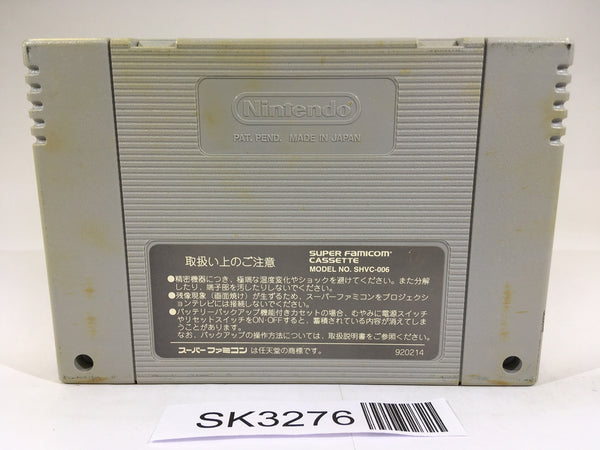 Nintendo
PAT. PEND. MADE IN JAPAN
取扱い上のご注意
SUPER FAMICOM
CASSETTE
MODEL NO. SHVC-006
●精密機器につき、極端な温度変化やショックを避けてください。また分解
したり、端子部を汚したりしないでください。
●残像現象（画面焼け）が生ずるため、スーパーファミコンをプロジェクシ
ョンテレビには接続しないでください。
●バッテリーバックアップ機能付きカセットの場合、むやみに電源スイッチ
やリセットスイッチをON・OFFすると、蓄積されている内容が消えてしま
うことがあります。
なお、バックアップの操作方法については、取扱説明書をご参照ください。
スーパーファミコンは任天堂の商標です。
920214
SK3276